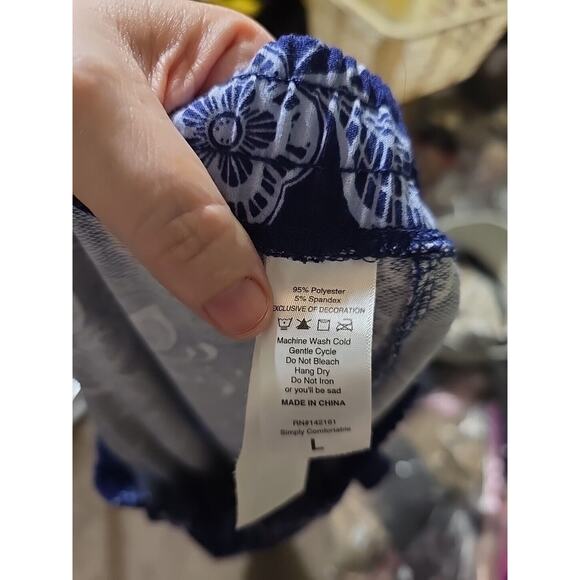 95% Polyester
5% Spandex
EXCLUSIVE OF DECORATION
Machine Wash Cold
Gentle Cycle
Do Not Bleach
Hang Dry
Do Not Iron
or you'll be sad
MADE IN CHINA
RN#142161
Simply Comfortable
L